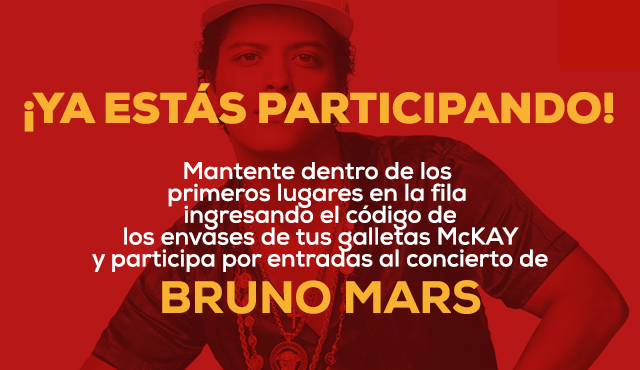 ¡YA ESTÁS PARTICIPANDO!
Mantente dentro de los
primeros lugares en la fila
ingresando el código de
los envases de tus galletas McKAY
y participa por entradas al concierto de
BRUNO MARS